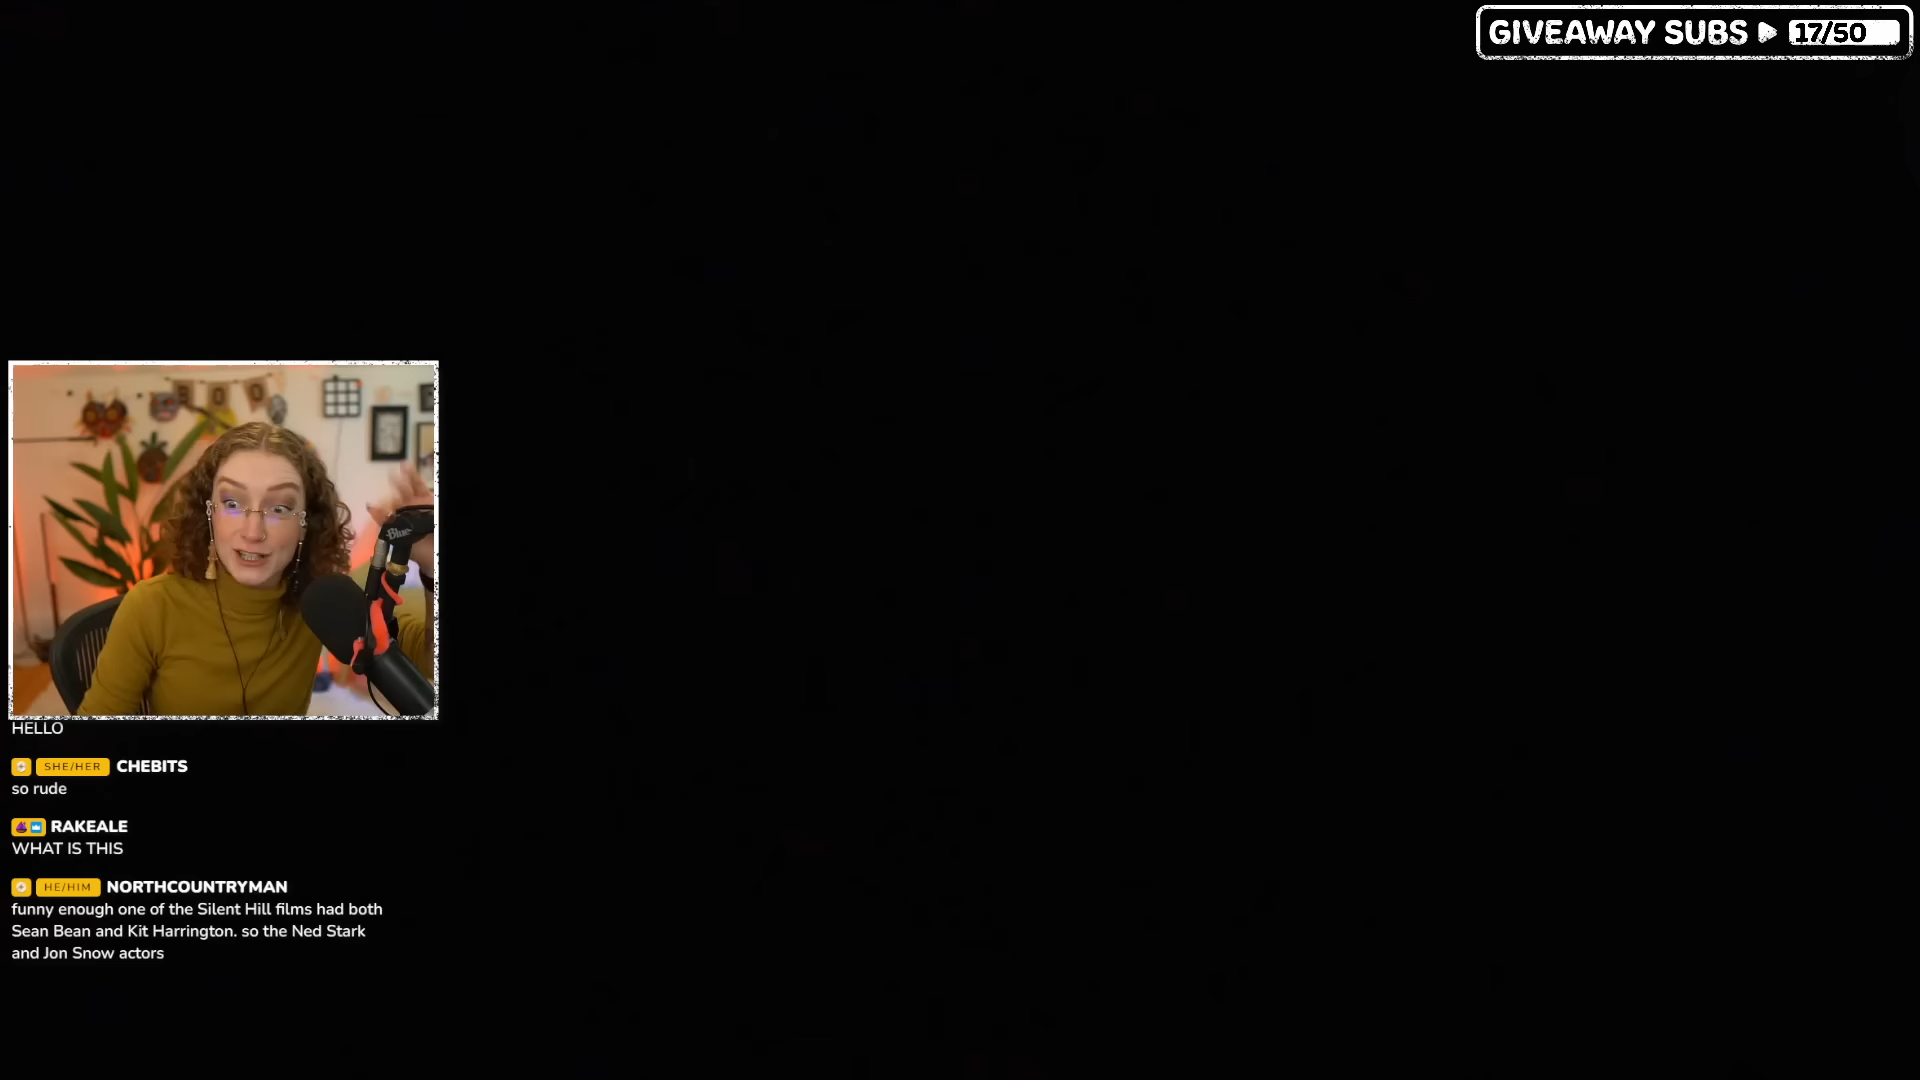 GIVEAWAY SUBS 17/50
BOO
Blue
HELLO
SHE/HER CHEBITS
so rude
RAKEALE
WHAT IS THIS
HE/HIM NORTHCOUNTRYMAN
funny enough one of the Silent Hill films had both
Sean Bean and Kit Harrington. so the Ned Stark
and Jon Snow actors